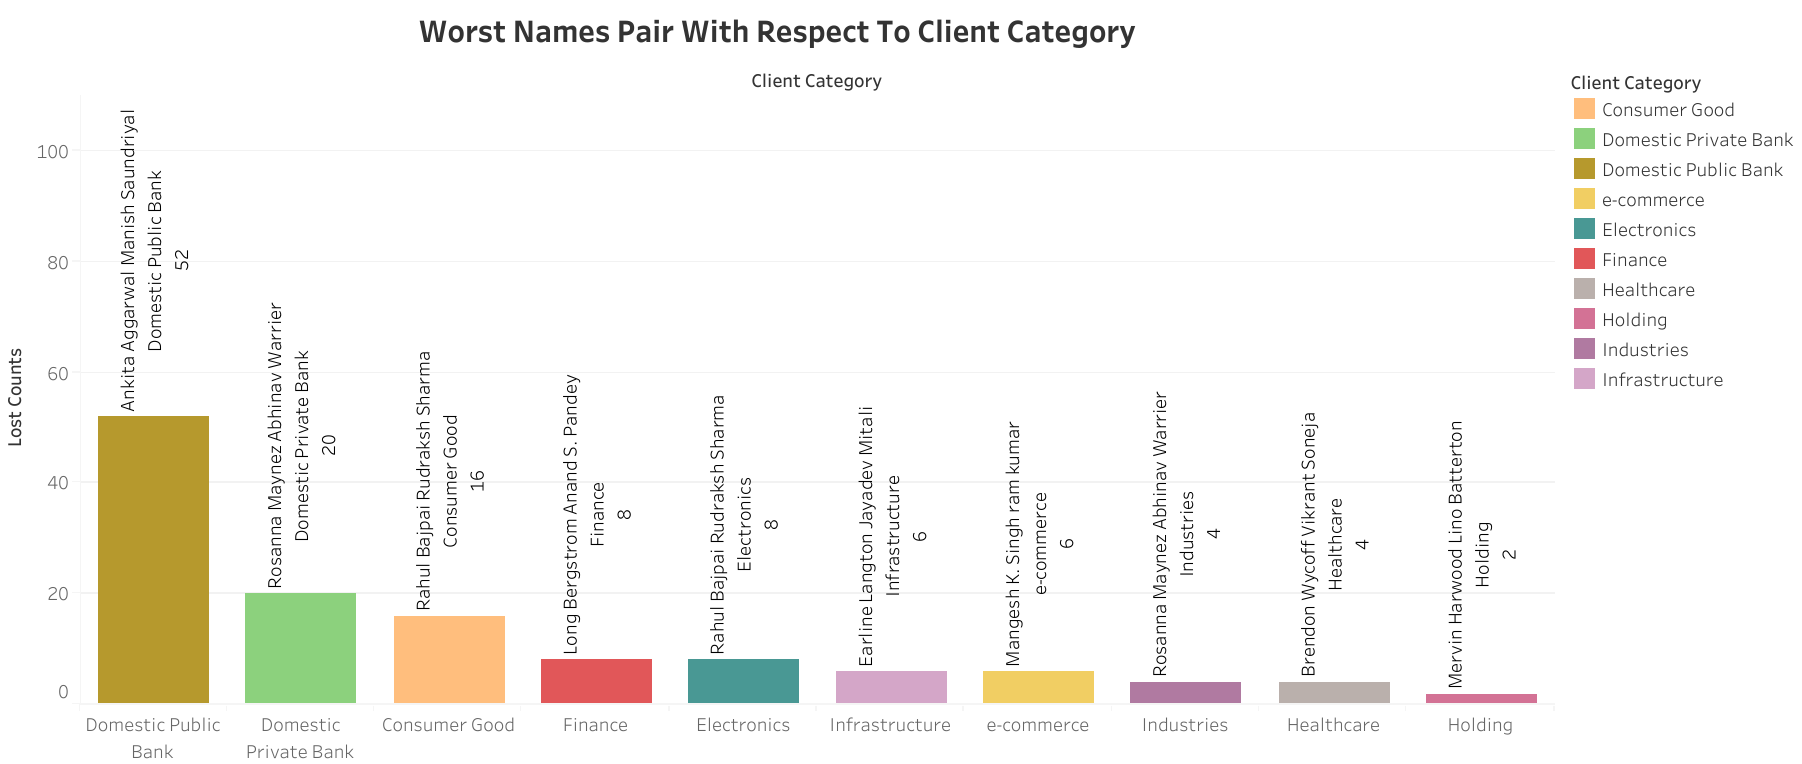 Worst Names Pair With Respect To Client Category
Client Category
Lost Counts
100
80
60
40
20
0
Ankita Aggarwal Manish Saundriyal
Domestic Public Bank
52
Rosanna Maynez Abhinav Warrier
Domestic Private Bank
20
Rahul Bajpai Rudraksh Sharma
Consumer Good
16
Long Bergstrom Anand S. Pandey
Finance
8
Rahul Bajpai Rudraksh Sharma
Electronics
8
Earline Langton Jayadev Mitali
Infrastructure
6
Mangesh K. Singh ram kumar
e-commerce
6
Rosanna Maynez Abhinav Warrier
Industries
4
Brendon Wycoff Vikrant Soneja
Healthcare
4
Mervin Harwood Lino Batterton
Holding
2
Domestic Public
Bank
Domestic
Private Bank
Consumer Good
Finance
Electronics
Infrastructure
e-commerce
Industries
Healthcare
Holding
Client Category
Consumer Good
Domestic Private Bank
Domestic Public Bank
e-commerce
Electronics
Finance
Healthcare
Holding
Industries
Infrastructure